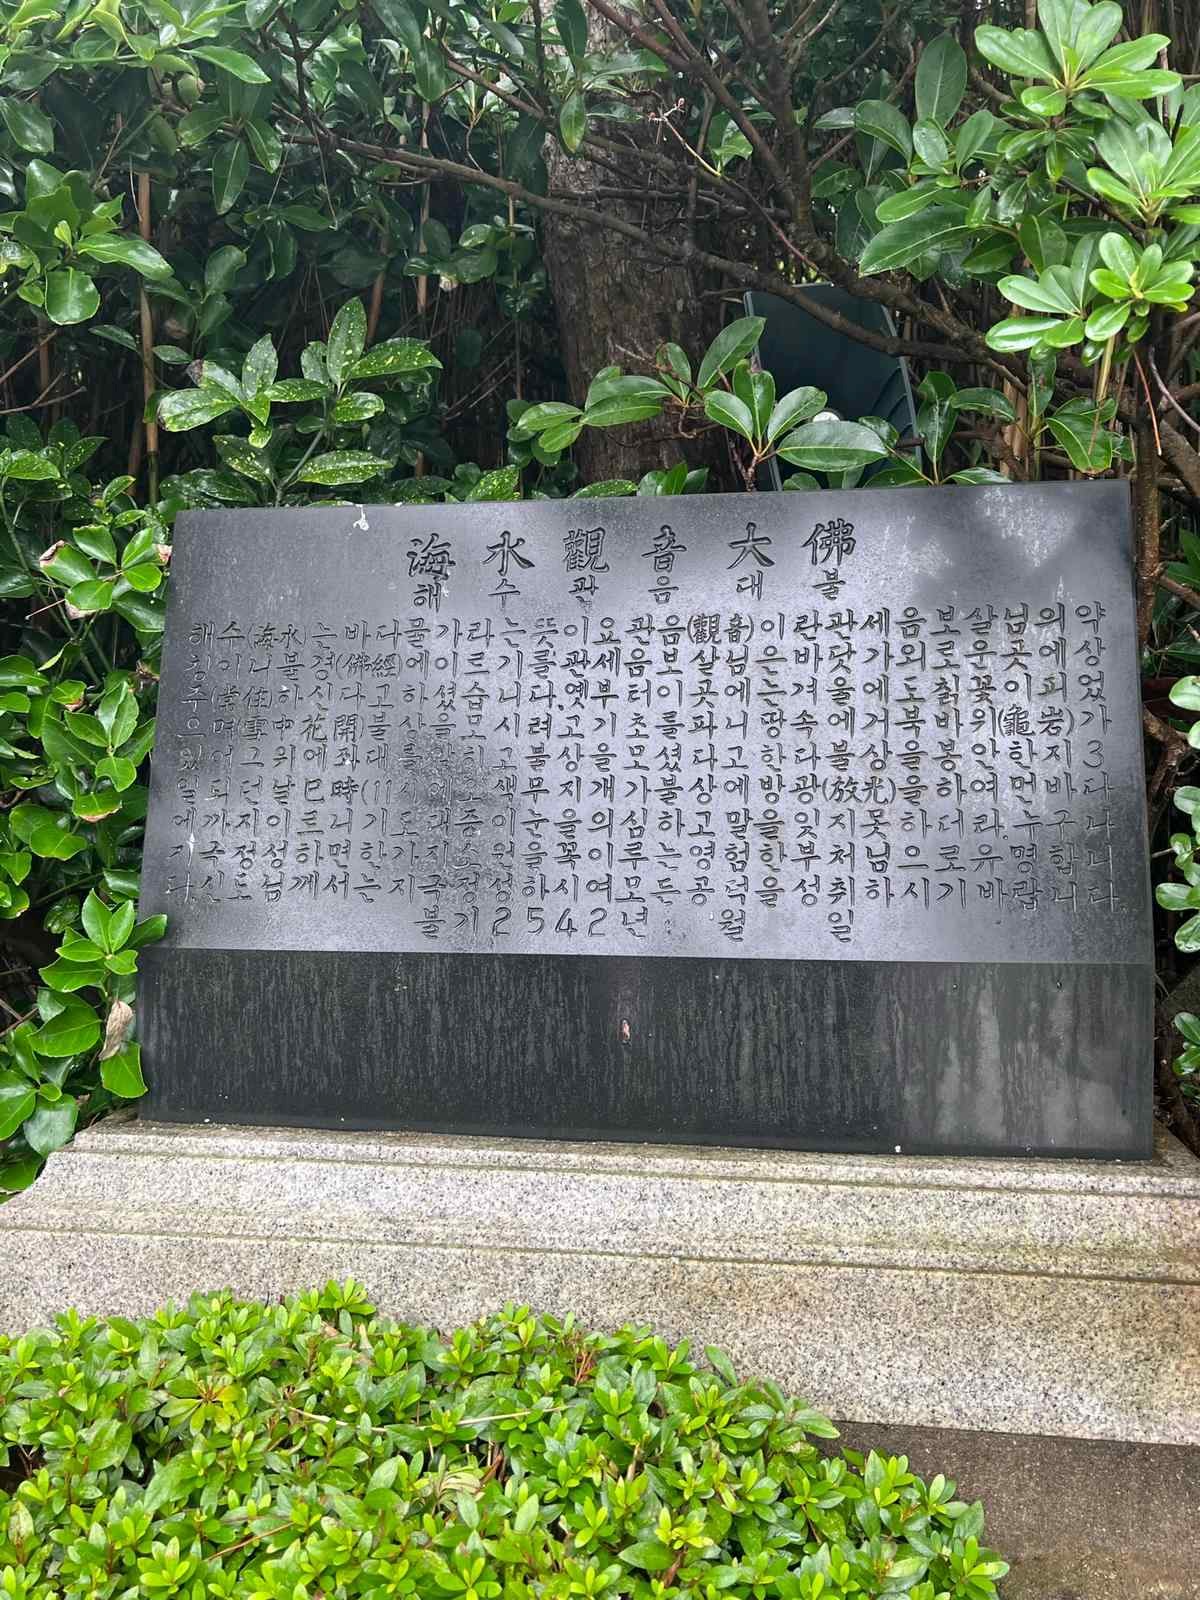 海水觀音大佛
해수관음대불
해수(海水)는 바다물가라는 뜻이요 관음(觀音)이란 관세음보살님의 약
칭이니 불경(佛經)에 이르기를 관세음보살님은 바닷가 외로운 곳에 상
주(常住)하신다고 하셨습니다. 옛부터 이곳에는 겨울에도 칡꽃이 피었
으며(雪中花開)불상을 모시려고 기초를 파니 땅속에 거북바위(龜岩)가
있어 그 위에 좌대를 하고 불상을 모셨다고 한다 불상을 봉안한지 3
일 되던 날 巳時(11시 에 오색무지개가 불상에 방광(放光)을 하여 먼바다
에까지 이르니 기도대중이 눈을 의심하고 말을 잇지 못하더라. 누구나
지극정성하면 한가지 소원을 꼭 이루는 영험한 부처님으로 유명합니
다. 신도님께서는 지극정성하시여 모든 공덕을 성취하시기 바랍니다.
불기 2542년 월 일